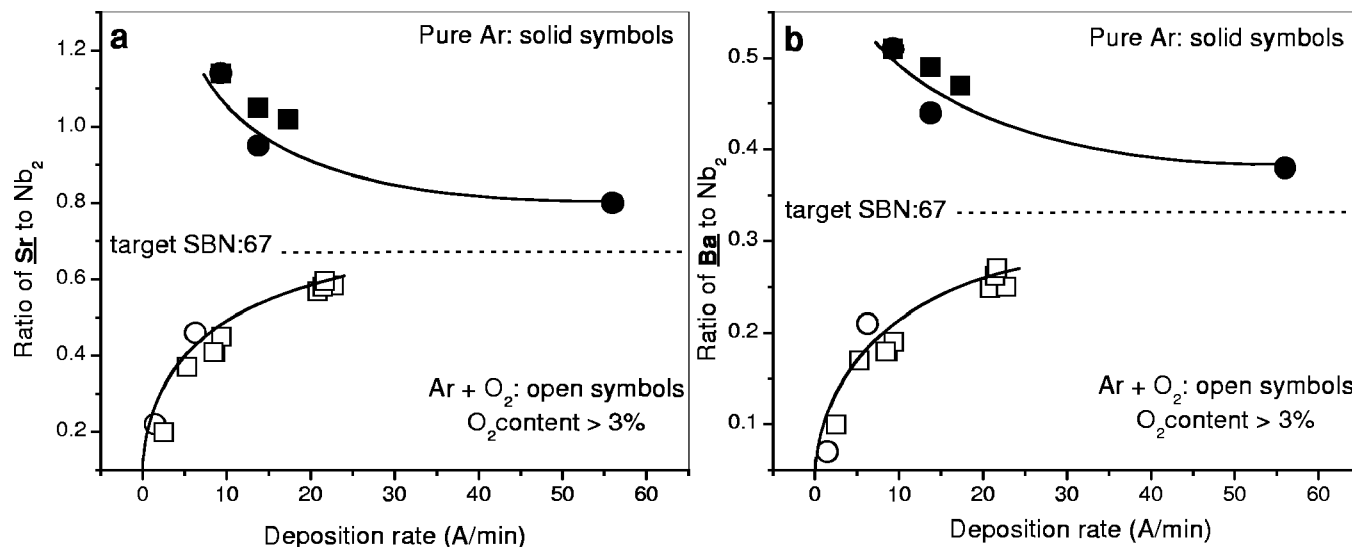 a
Pure Ar: solid symbols
1.2
1.0
0.8
0.6
0.4
0.2
Ratio of Sr to Nb2
target SBN:67
Ar + O2: open symbols
O2content > 3%
0 10 20 30 40 50 60
Deposition rate (A/min)
b
Pure Ar: solid symbols
0.5
0.4
0.3
0.2
0.1
Ratio of Ba to Nb2
target SBN:67
Ar + O2: open symbols
O2content > 3%
0 10 20 30 40 50 60
Deposition rate (A/min)